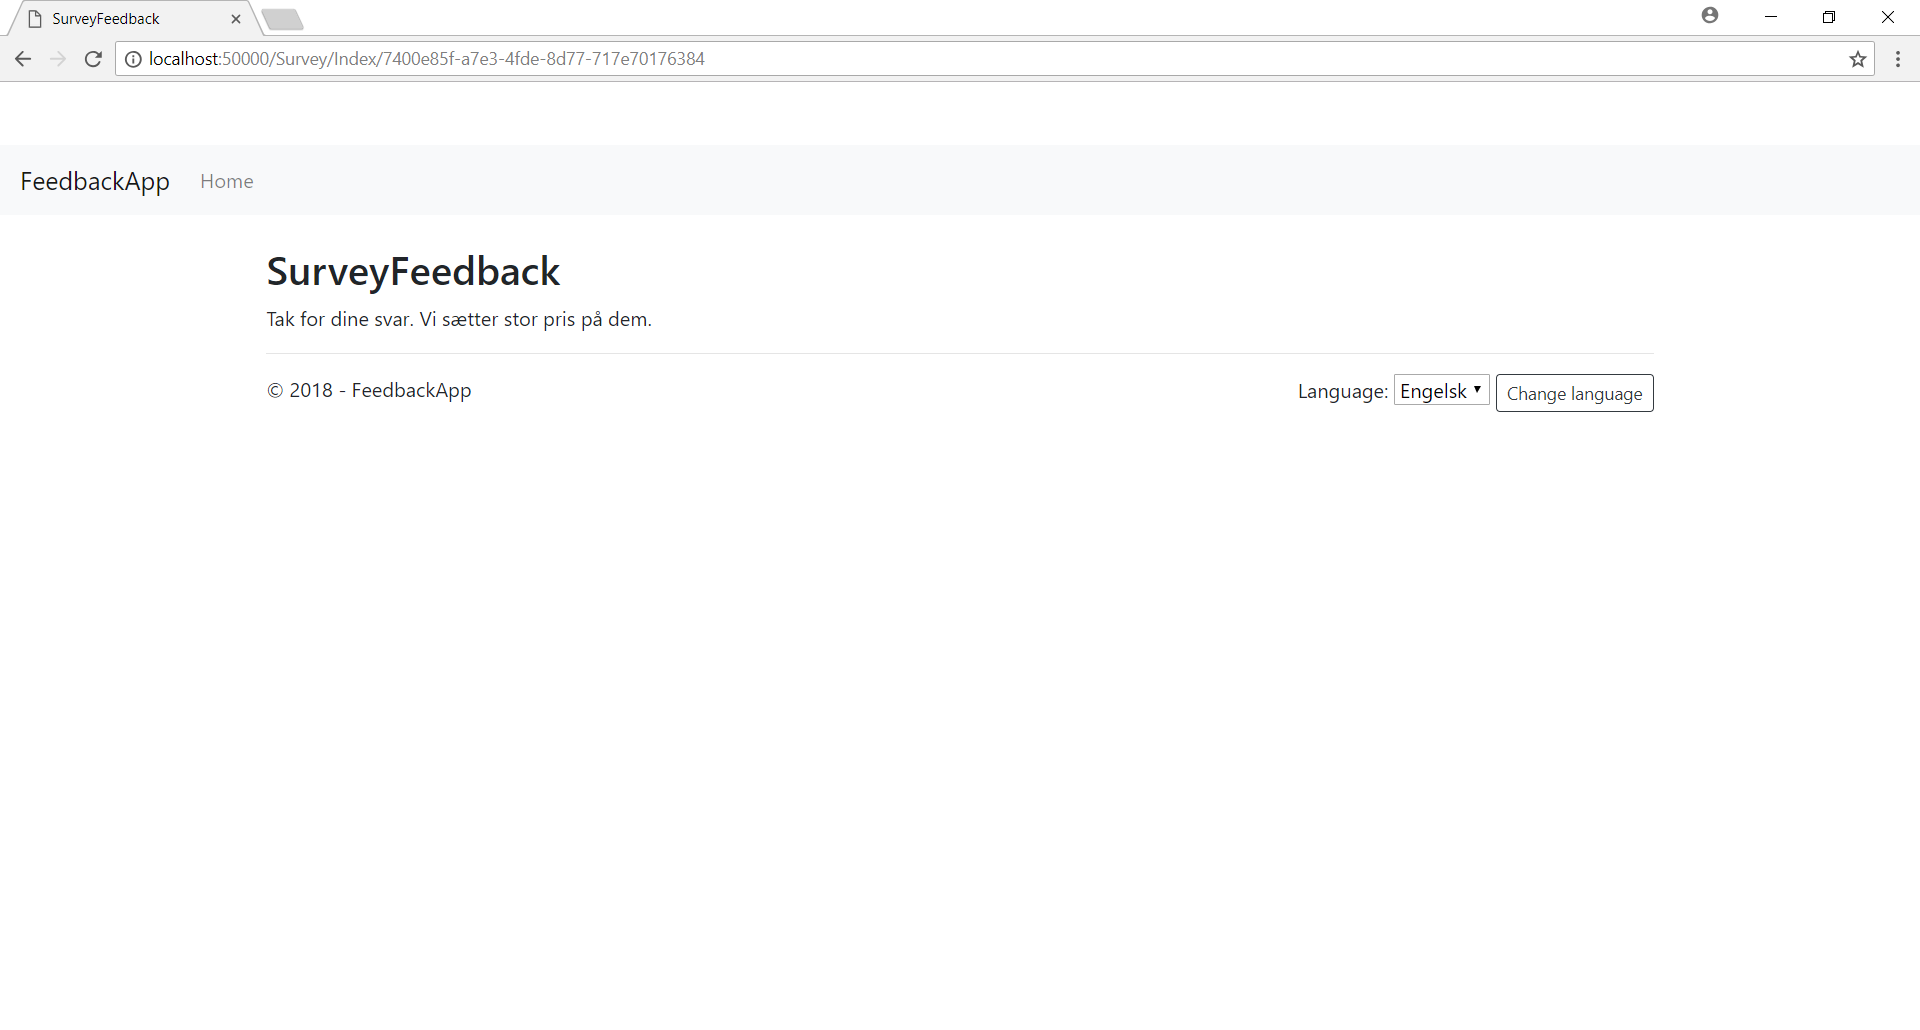 SurveyFeedback
localhost:50000/Survey/Index/7400e85f-a7e3-4fde-8d77-717e70176384
FeedbackApp Home
SurveyFeedback
Tak for dine svar. Vi sætter stor pris på dem.
© 2018 - FeedbackApp Language: Engelsk Change language